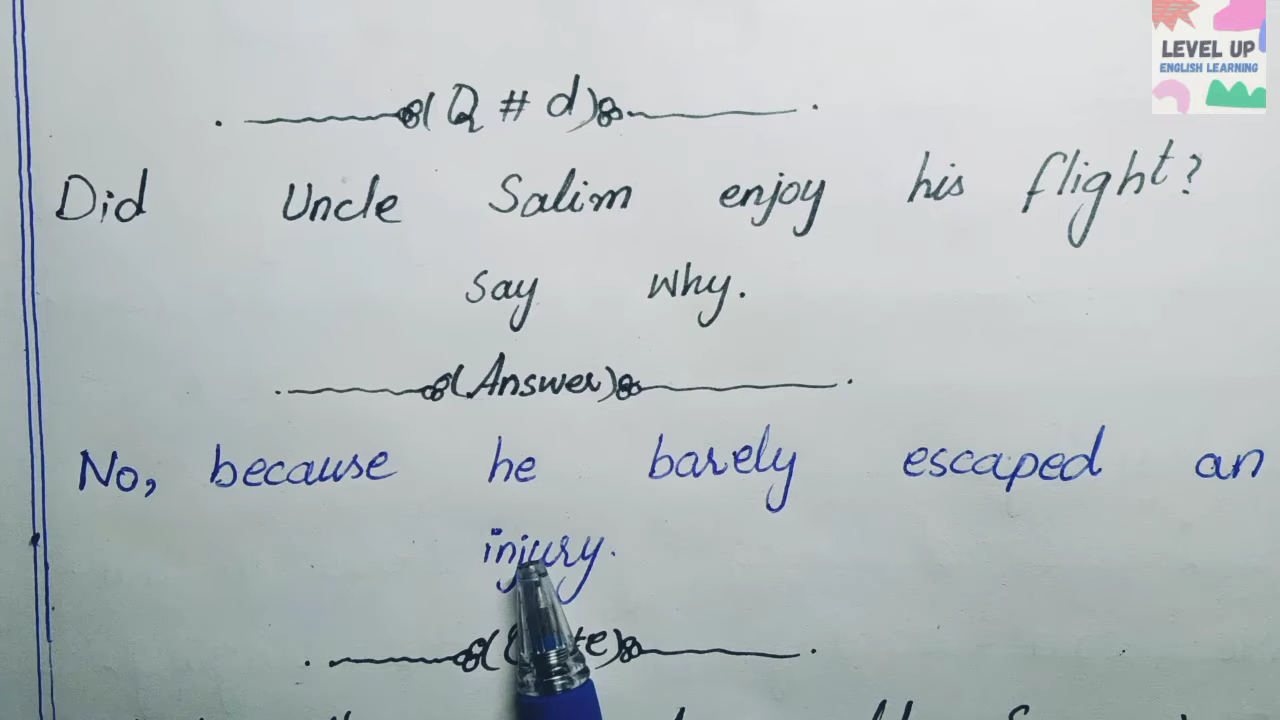 LEVEL UP
ENGLISH LEARNING
(Q # d)
Did Uncle Salim enjoy his flight?
say why.
(Answer)
No, because he barely escaped an
injury.